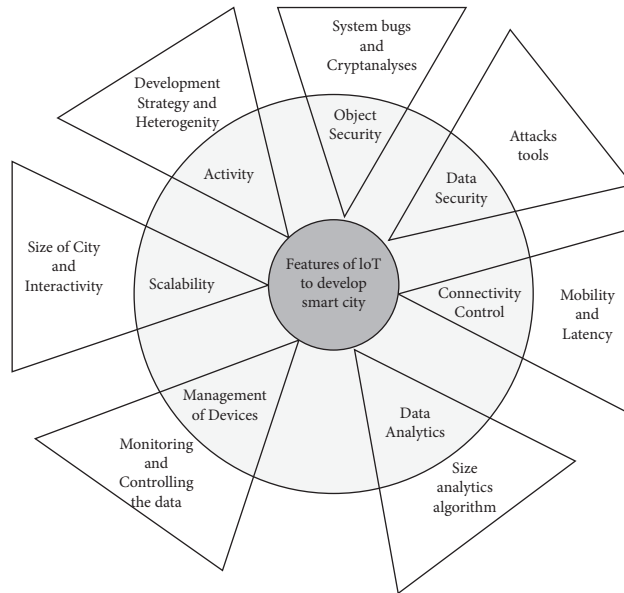 System bugs
and
Cryptanalyses
Object
Security
Attacks
tools
Data
Security
Mobility
and
Latency
Connectivity
Control
Size
analytics
algorithm
Data
Analytics
Monitoring
and
Controlling
the data
Management
of Devices
Size of City
and
Interactivity
Scalability
Development
Strategy and
Heterogenity
Activity
Features of IoT
to develop
smart city